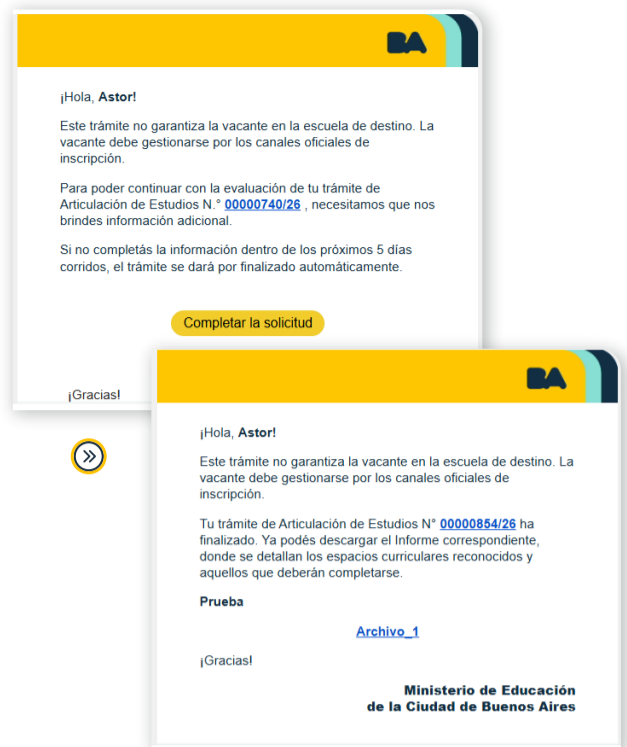 BA
¡Hola, Astor!
Este trámite no garantiza la vacante en la escuela de destino. La
vacante debe gestionarse por los canales oficiales de
inscripción.
Para poder continuar con la evaluación de tu trámite de
Articulación de Estudios N.° 00000740/26 , necesitamos que nos
brindes información adicional.
Si no completás la información dentro de los próximos 5 días
corridos, el trámite se dará por finalizado automáticamente.
Completar la solicitud
¡Gracias!
BA
¡Hola, Astor!
Este trámite no garantiza la vacante en la escuela de destino. La
vacante debe gestionarse por los canales oficiales de
inscripción.
Tu trámite de Articulación de Estudios N° 00000854/26 ha
finalizado. Ya podés descargar el Informe correspondiente,
donde se detallan los espacios curriculares reconocidos y
aquellos que deberán completarse.
Prueba
Archivo_1
¡Gracias!
Ministerio de Educación
de la Ciudad de Buenos Aires